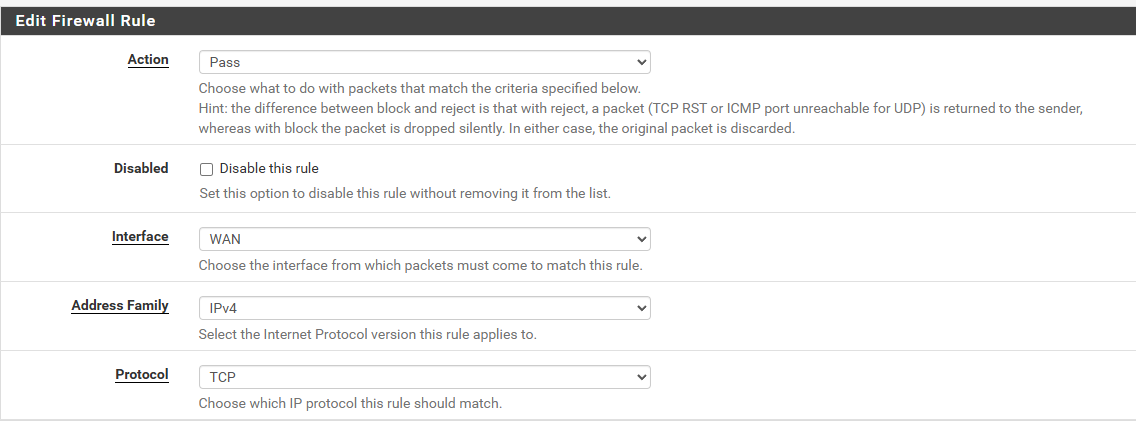 Edit Firewall Rule
Action
Pass
Choose what to do with packets that match the criteria specified below.
Hint: the difference between block and reject is that with reject, a packet (TCP RST or ICMP port unreachable for UDP) is returned to the sender,
whereas with block the packet is dropped silently. In either case, the original packet is discarded.
Disabled
Disable this rule
Set this option to disable this rule without removing it from the list.
Interface
WAN
Choose the interface from which packets must come to match this rule.
Address Family
IPv4
Select the Internet Protocol version this rule applies to.
Protocol
TCP
Choose which IP protocol this rule should match.